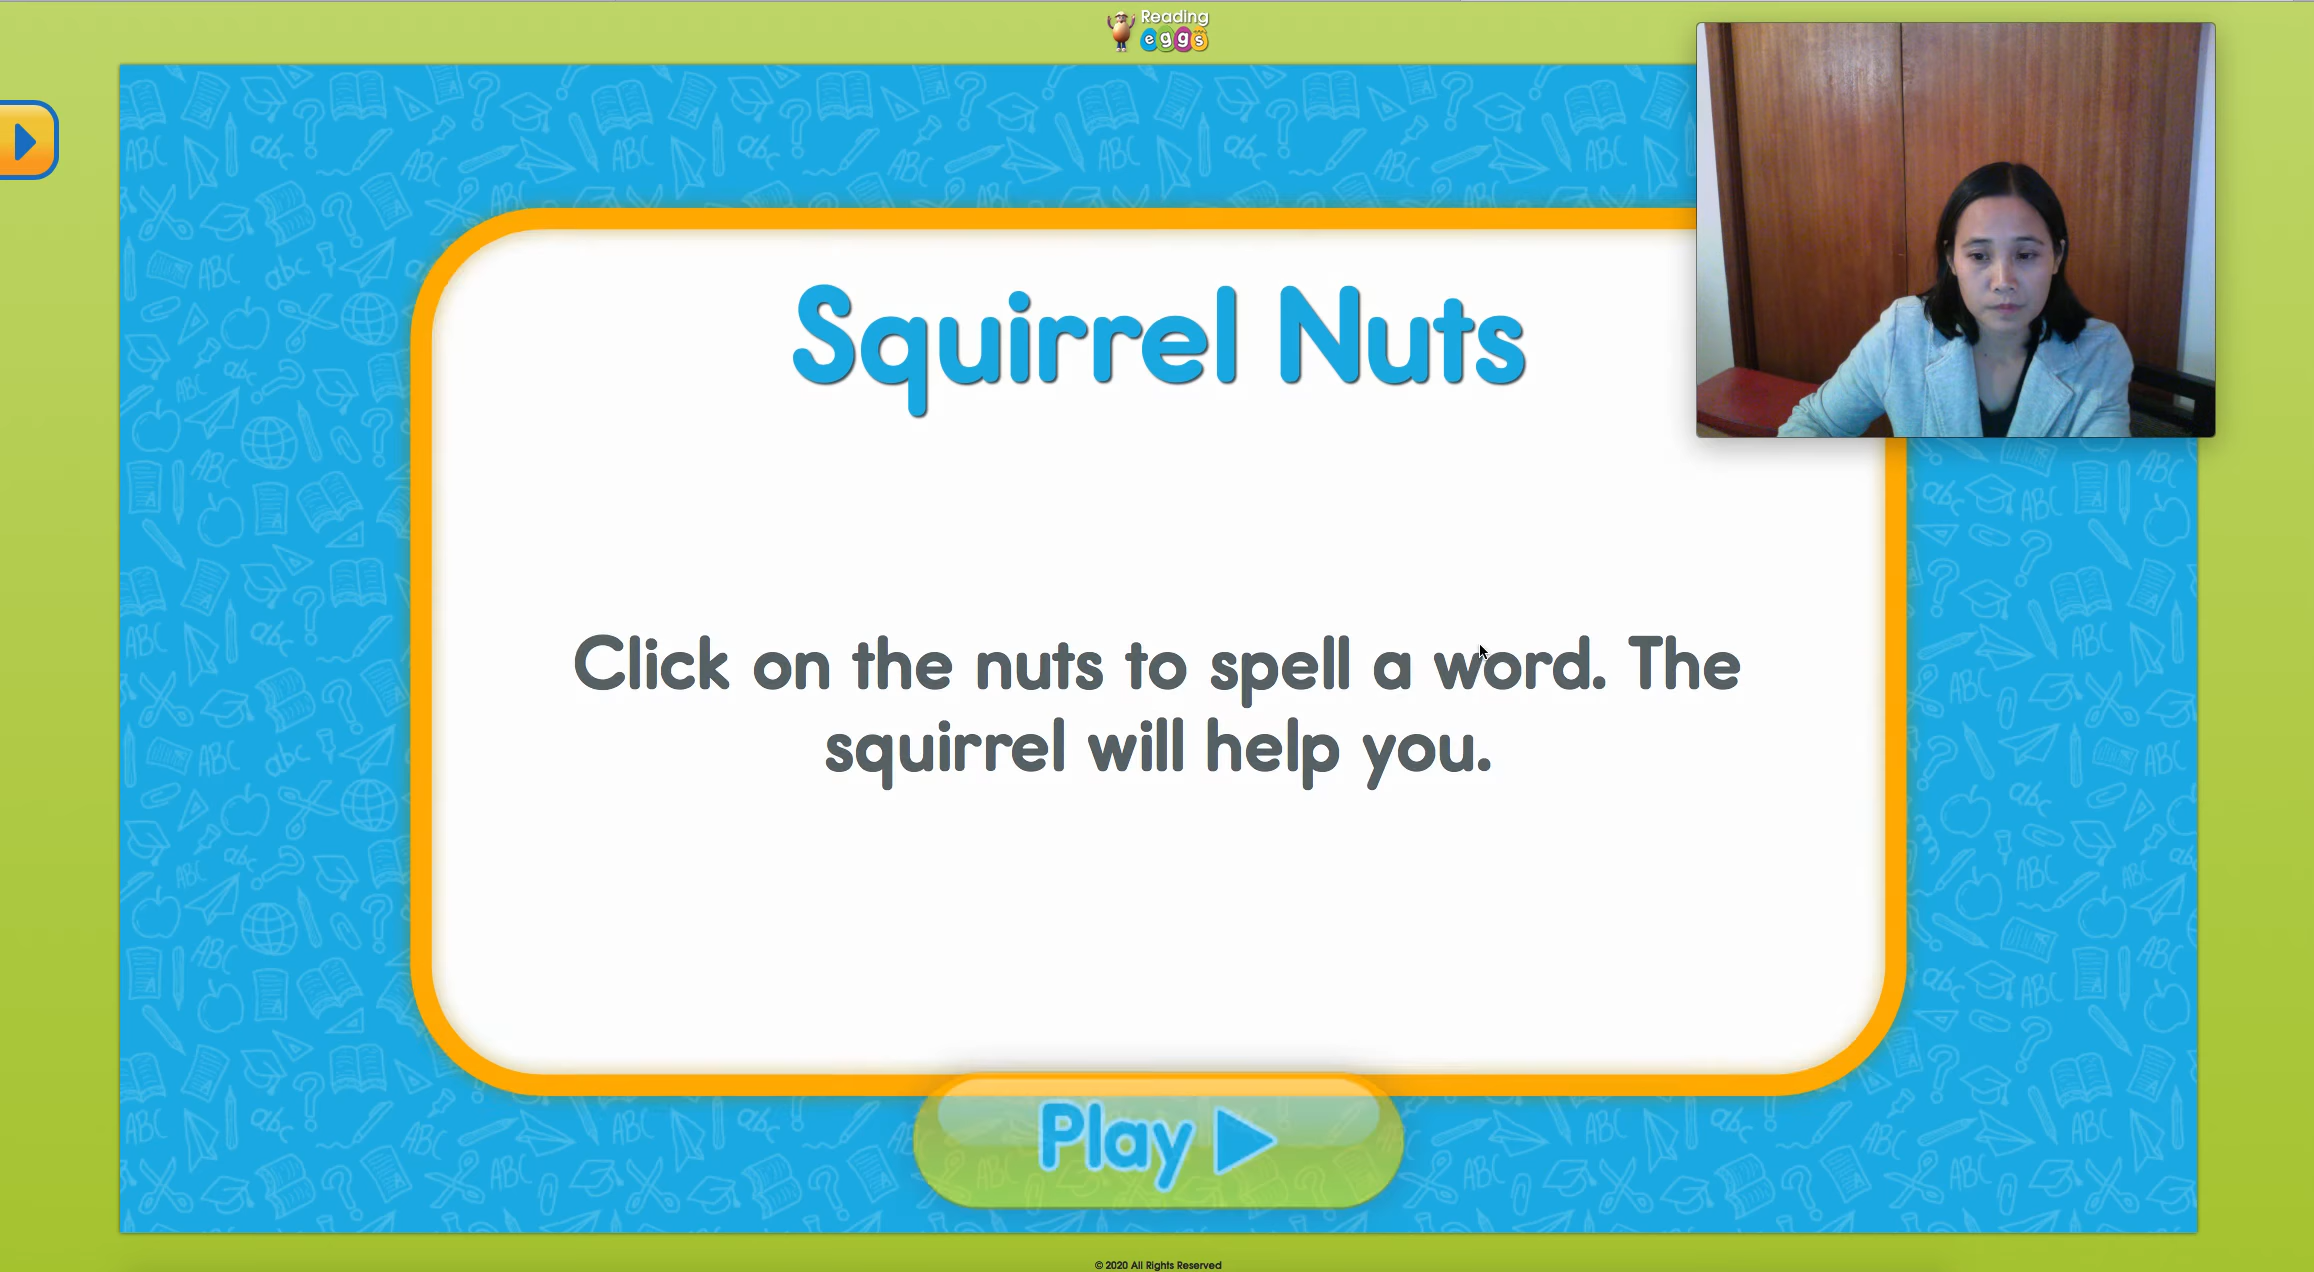 Reading
eggs
Squirrel Nuts
Click on the nuts to spell a word. The
squirrel will help you.
Play
© 2020 All Rights Reserved